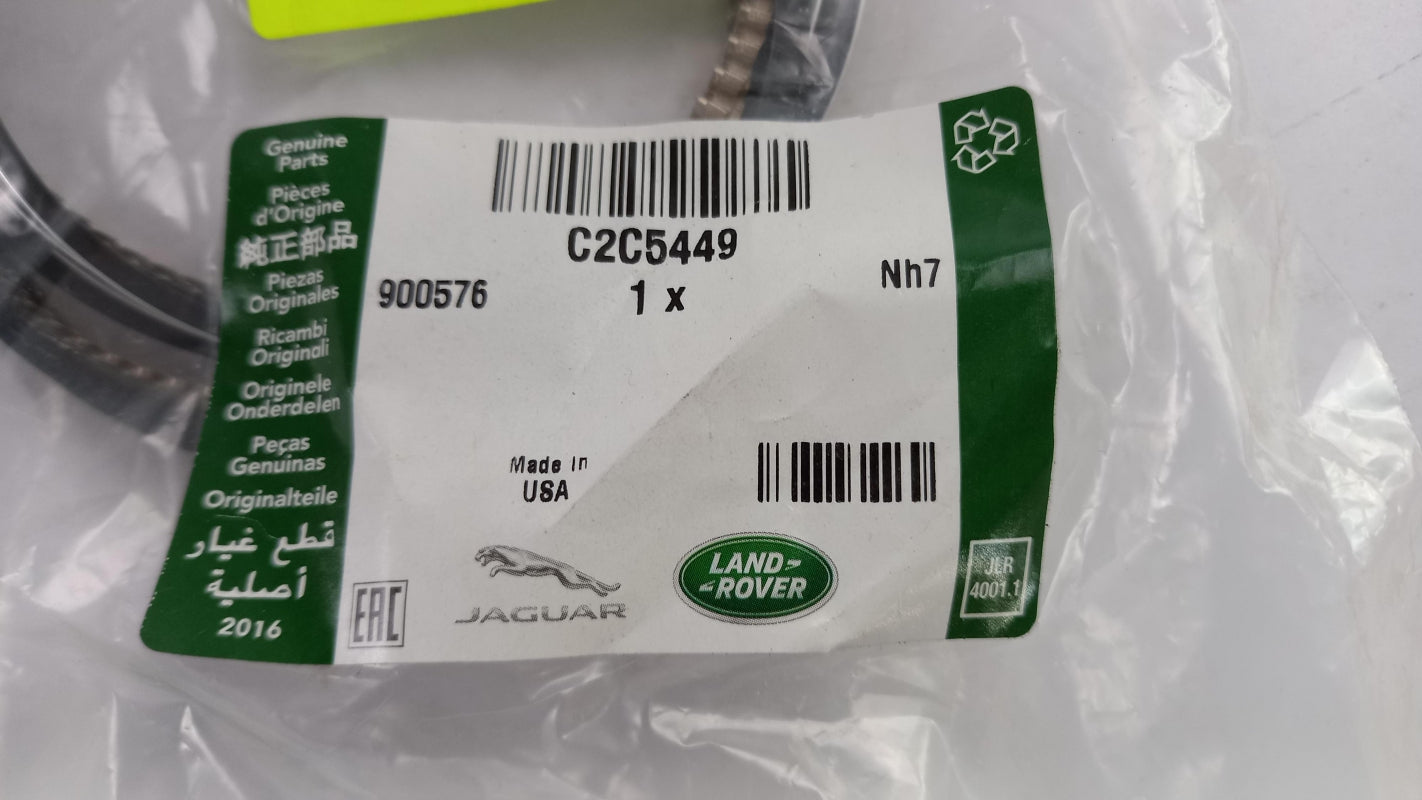 Genuine
Parts
Pièces
d'Origine
純正部品
Piezas
Originales
Ricambi
Originali
Originele
Onderdelen
Peças
Genuinas
Originalteile
قطع غيار
أصلية
2016
C2C5449
900576
1 x
Nh7
Made in
USA
EAC
JAGUAR
LAND
ROVER
JLR
4001.1